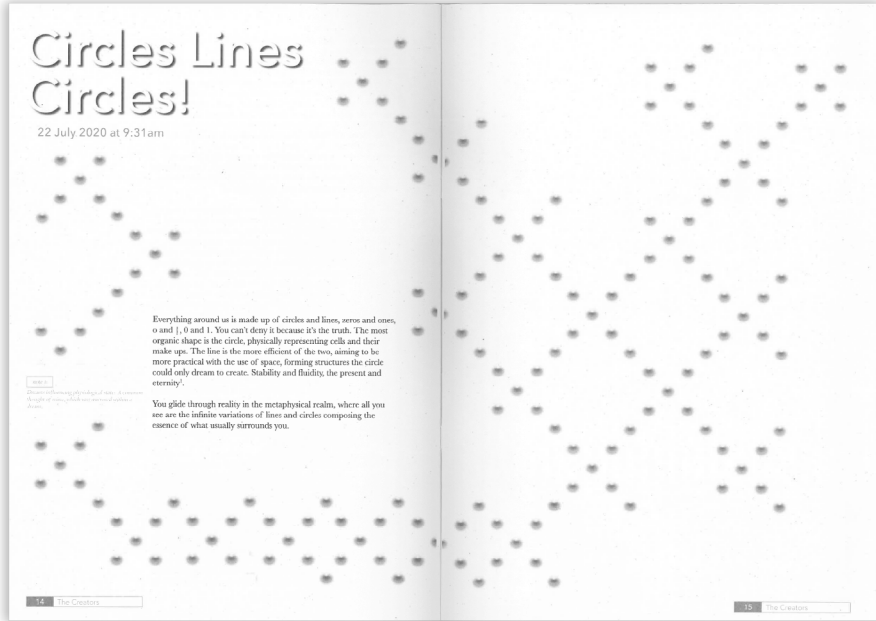 Circles Lines
Circles!
22 July 2020 at 9:31am
Everything around us is made up of circles and lines, zeros and ones,
o and |, 0 and 1. You can't deny it because it's the truth. The most
organic shape is the circle, physically representing cells and their
make ups. The line is the more efficient of the two, aiming to be
more practical with the use of space, forming structures the circle
could only dream to create. Stability and fluidity, the present and
eternity¹.
You glide through reality in the metaphysical realm, where all you
see are the infinite variations of lines and circles composing the
essence of what usually surrounds you.
14 The Creators
15 The Creators